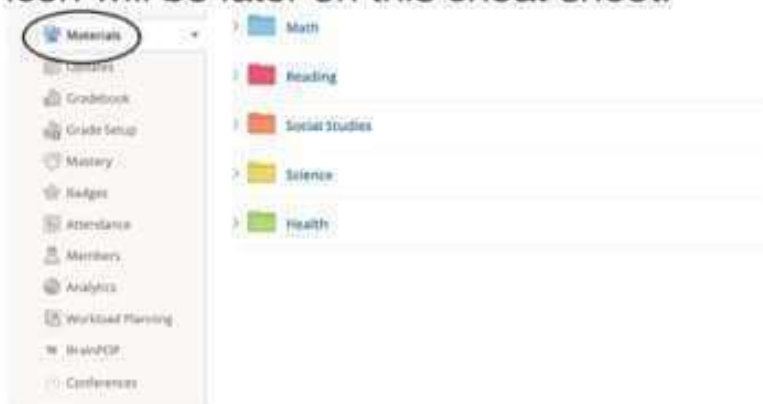 will be later on this cheat sheet.
Materials
Updates
Gradebook
Grade Setup
Mastery
Badges
Attendance
Members
Analytics
Workload Planning
BrainPOP
Conferences
Math
Reading
Social Studies
Science
Health